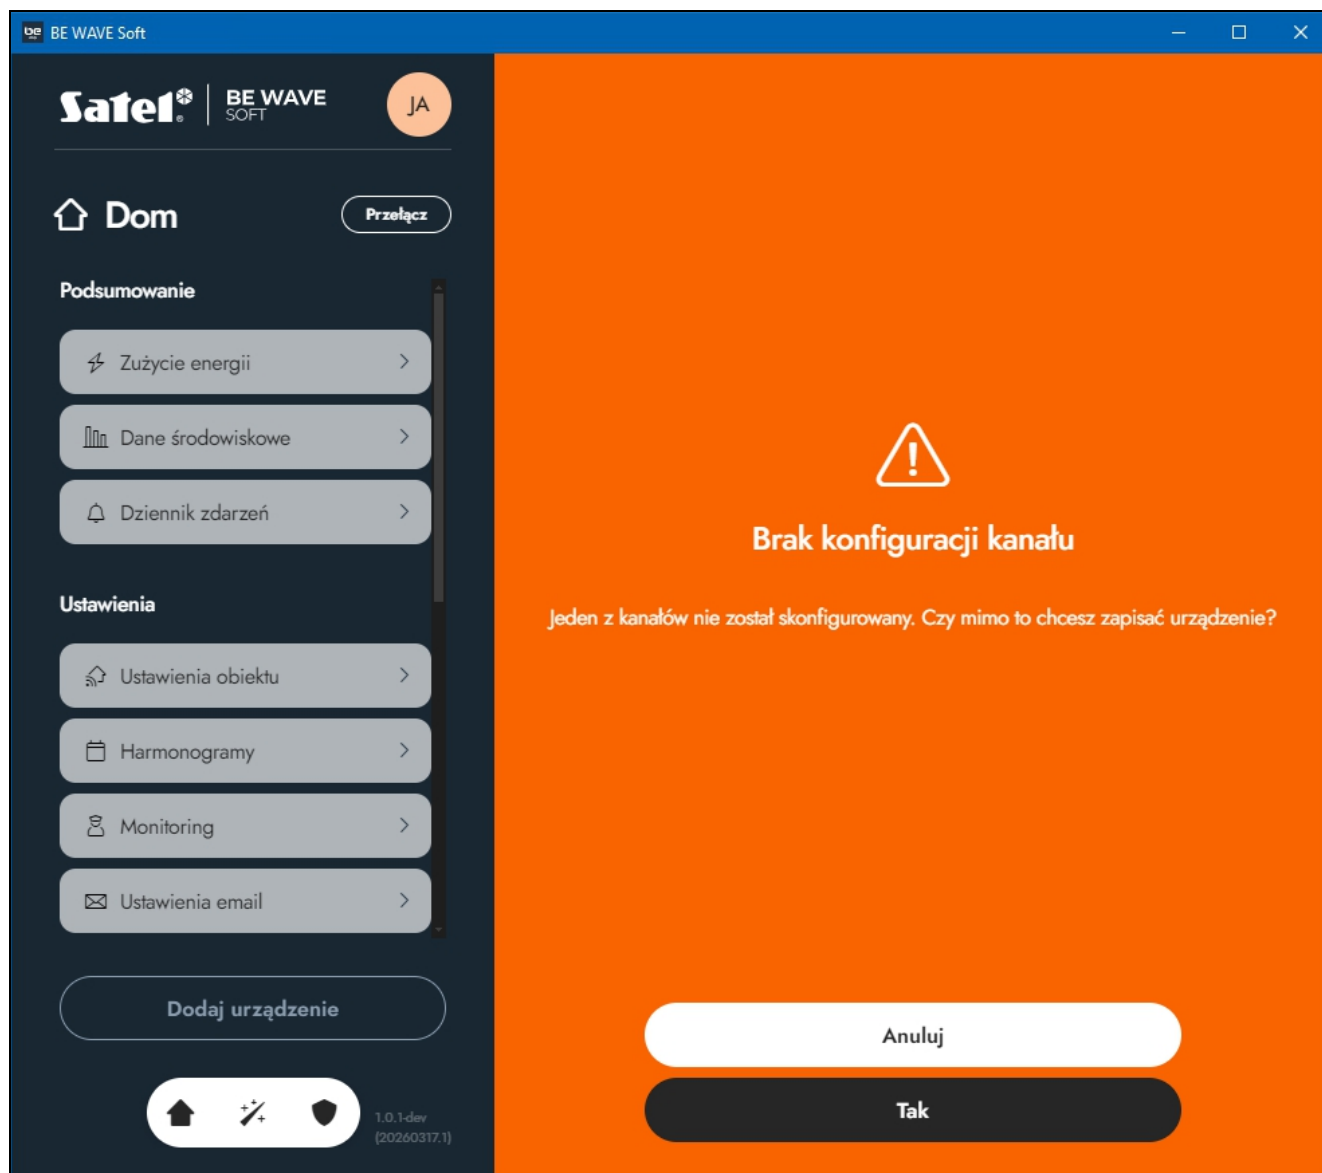 be
BE WAVE Soft
Satel®
BE WAVE
SOFT
JA
Dom
Przełącz
Podsumowanie
Zużycie energii
Dane środowiskowe
Dziennik zdarzeń
Ustawienia
Ustawienia obiektu
Harmonogramy
Monitoring
Ustawienia email
Dodaj urządzenie
1.0.1-dev
(20260317.1)
Brak konfiguracji kanału
Jeden z kanałów nie został skonfigurowany. Czy mimo to chcesz zapisać urządzenie?
Anuluj
Tak